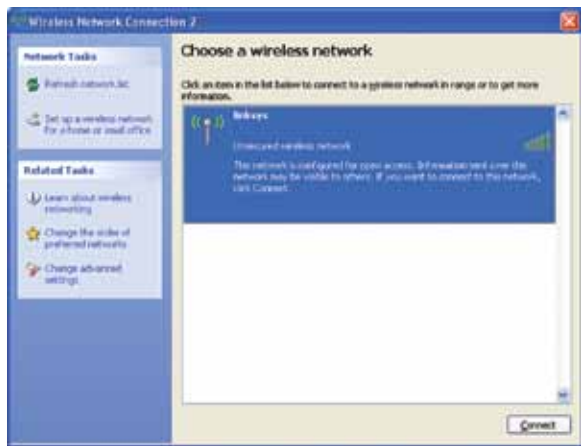 Wireless Network Connection 2
Network Tasks
Refresh network list
Set up a wireless network
for a home or small office
Related Tasks
Learn about wireless
networking
Change the order of
preferred networks
Change advanced
settings
Choose a wireless network
Click an item in the list below to connect to a wireless network in range or to get more
information.
linksys
Unsecured wireless network
This network is configured for open access. Information sent over this
network may be visible to others. If you want to connect to this network,
click Connect.
Connect